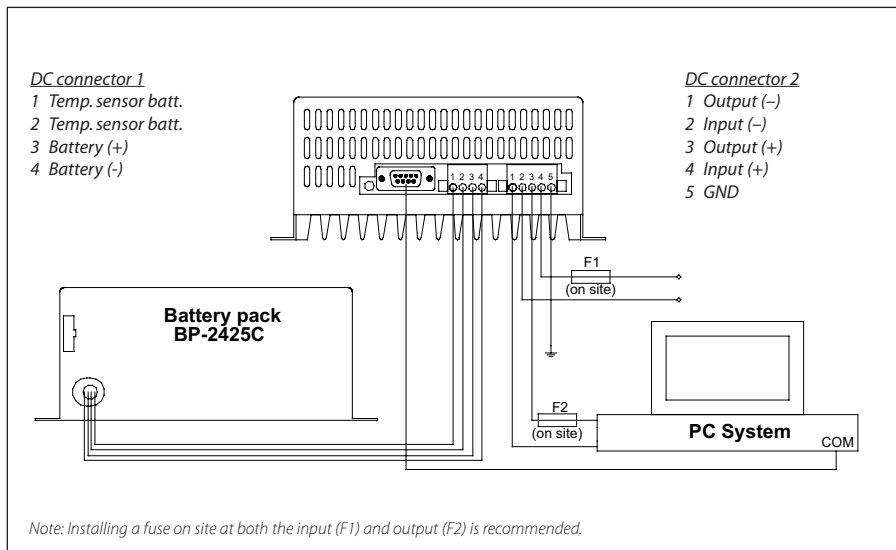 DC connector 1
1 Temp. sensor batt.
2 Temp. sensor batt.
3 Battery (+)
4 Battery (-)
DC connector 2
1 Output (–)
2 Input (–)
3 Output (+)
4 Input (+)
5 GND
1 2 3 4
1 2 3 4 5
F1
(on site)
Battery pack
BP-2425C
F2
(on site)
PC System
COM
Note: Installing a fuse on site at both the input (F1) and output (F2) is recommended.